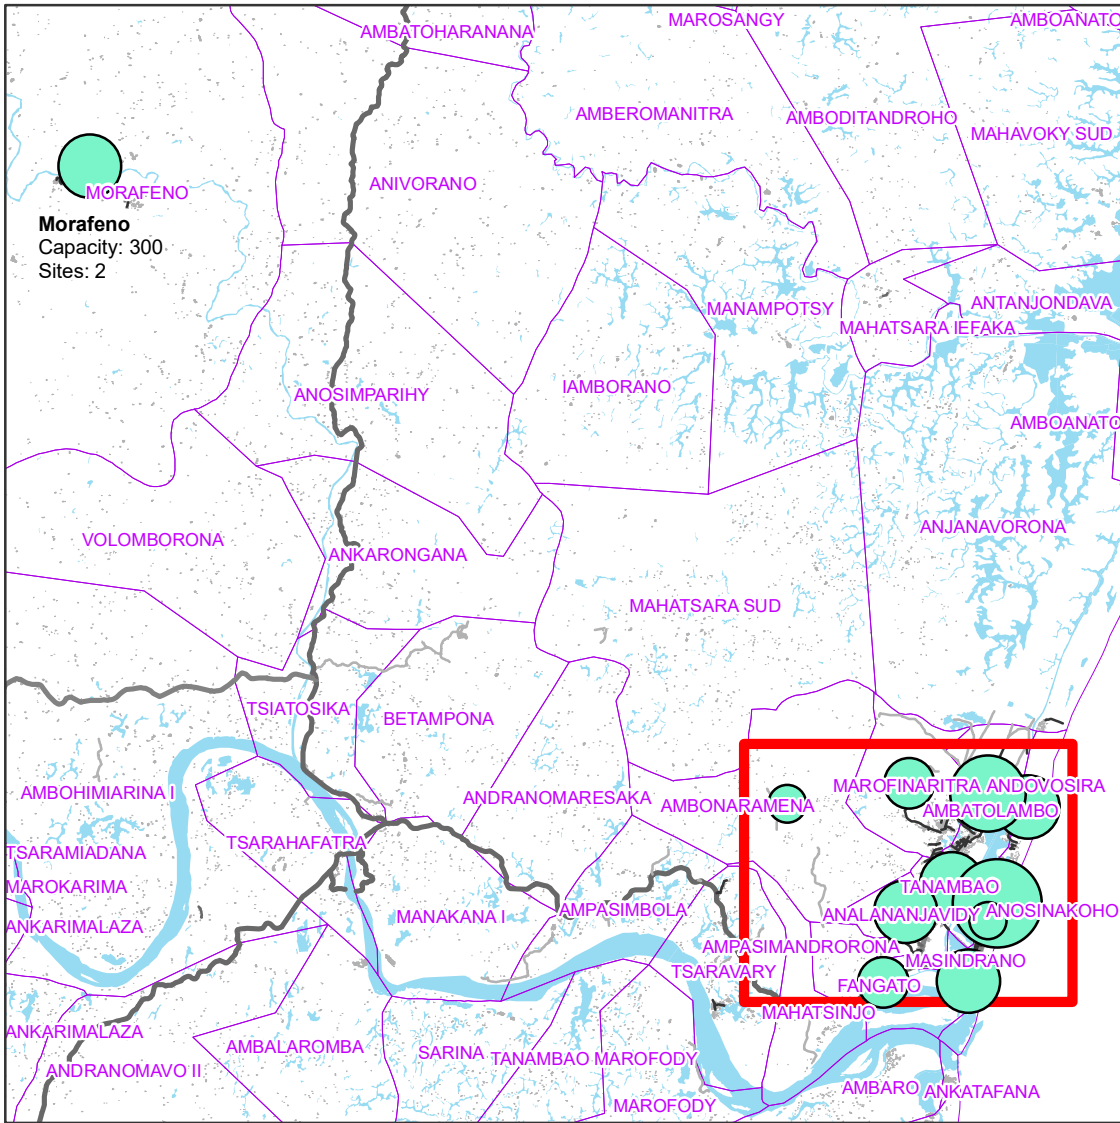 MAROSANGY
AMBOANATO
AMBATOHARANANA
AMBEROMANITRA
AMBODITANDROHO
MAHAVOKY SUD
ANIVORANO
MORAFENO
Morafeno
Capacity: 300
Sites: 2
MANAMPOTSY
ANTANJONDAVA
MAHATSARA IEFAKA
IAMBORANO
ANOSIMPARIHY
AMBOANATO
ANJANAVORONA
VOLOMBORONA
ANKARONGANA
MAHATSARA SUD
TSIATOSIKA
BETAMPONA
AMBOHIMIARINA I
ANDRANOMARESAKA
AMBONARAMENA
MAROFINARITRA
ANDOVOSIRA
AMBATOLAMBO
TSARAHAFATRA
TSARAMIADANA
MAROKARIMA
TANAMBAO
ANKARIMALAZA
MANAKANA I
AMPASIMBOLA
ANALANANJAVIDY
ANOSINAKOHO
AMPASIMANDRORONA
MASINDRANO
TSARAVARY
FANGATO
MAHATSINJO
ANKARIMALAZA
ANDRANOMAVO II
AMBALAROMBA
SARINA
TANAMBAO MAROFODY
AMBARO
ANKATAFANA
MAROFODY